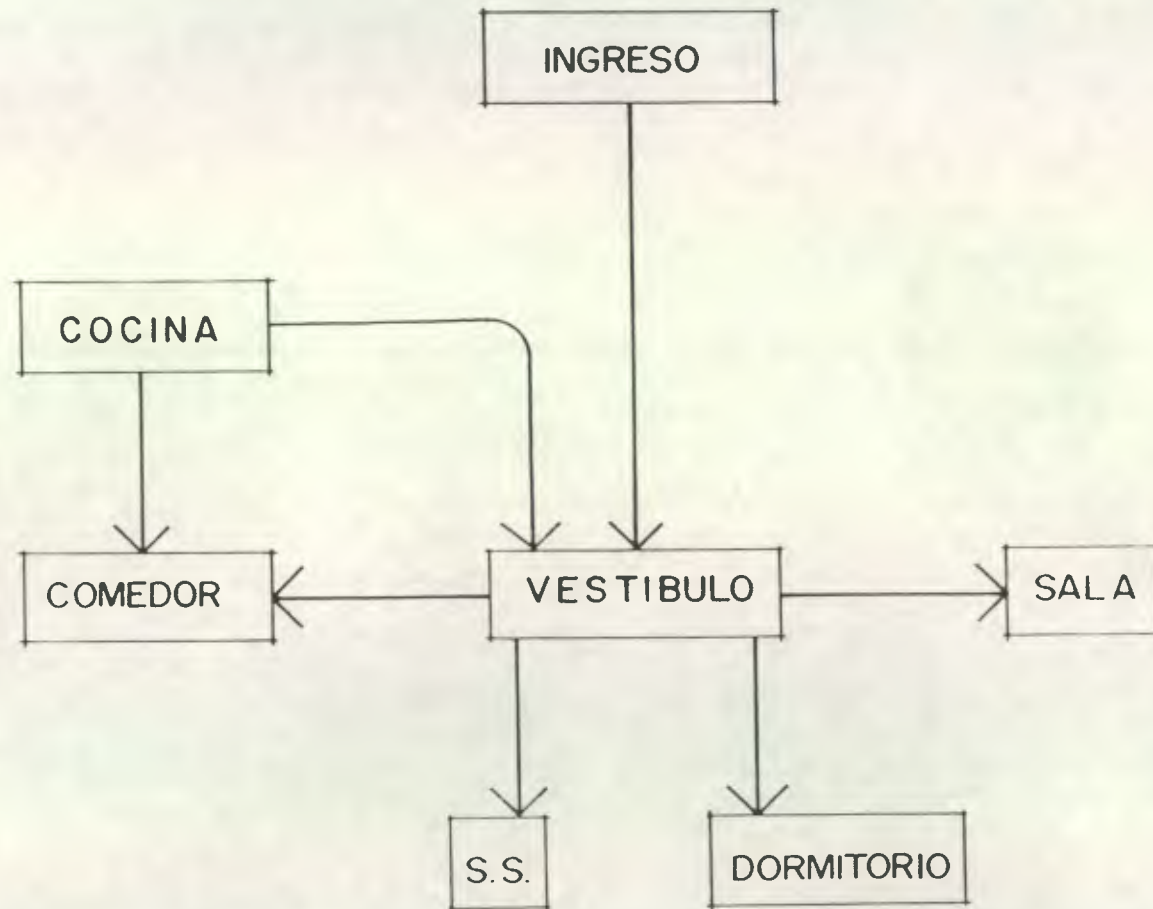 INGRESO
COCINA
COMEDOR
VESTIBULO
SALA
S.S.
DORMITORIO